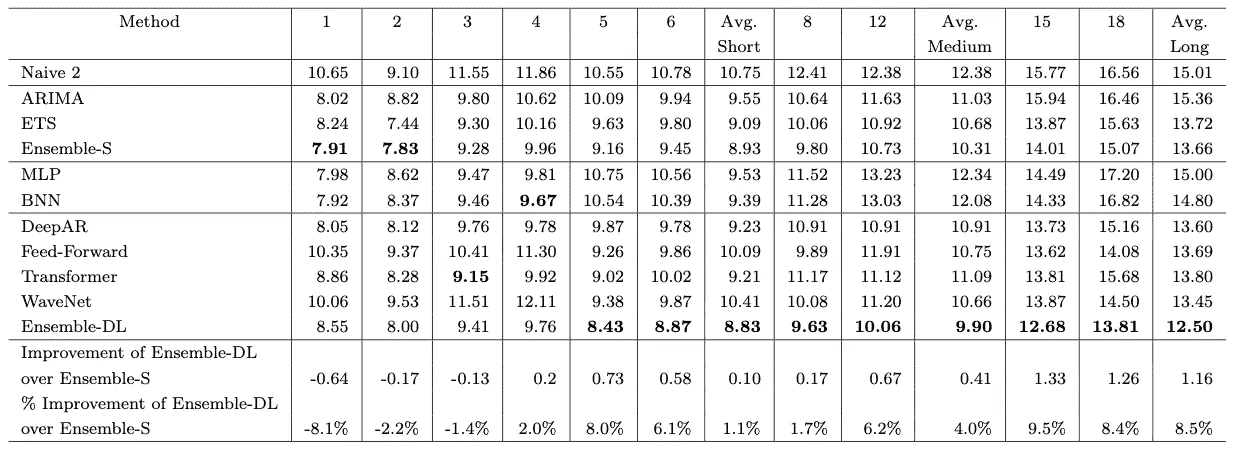 Method 1 2 3 4 5 6 Avg. 8 12 Avg. 15 18 Avg.
Short Medium Long
Naive 2 10.65 9.10 11.55 11.86 10.55 10.78 10.75 12.41 12.38 12.38 15.77 16.56 15.01
ARIMA 8.02 8.82 9.80 10.62 10.09 9.94 9.55 10.64 11.63 11.03 15.94 16.46 15.36
ETS 8.24 7.44 9.30 10.16 9.63 9.80 9.09 10.06 10.92 10.68 13.87 15.63 13.72
Ensemble-S 7.91 7.83 9.28 9.96 9.16 9.45 8.93 9.80 10.73 10.31 14.01 15.07 13.66
MLP 7.98 8.62 9.47 9.81 10.75 10.56 9.53 11.52 13.23 12.34 14.49 17.20 15.00
BNN 7.92 8.37 9.46 9.67 10.54 10.39 9.39 11.28 13.03 12.08 14.33 16.82 14.80
DeepAR 8.05 8.12 9.76 9.78 9.87 9.78 9.23 10.91 10.91 10.91 13.73 15.16 13.60
Feed-Forward 10.35 9.37 10.41 11.30 9.26 9.86 10.09 9.89 11.91 10.75 13.62 14.08 13.69
Transformer 8.86 8.28 9.15 9.92 9.02 10.02 9.21 11.17 11.12 11.09 13.81 15.68 13.80
WaveNet 10.06 9.53 11.51 12.11 9.38 9.87 10.41 10.08 11.20 10.66 13.87 14.50 13.45
Ensemble-DL 8.55 8.00 9.41 9.76 8.43 8.87 8.83 9.63 10.06 9.90 12.68 13.81 12.50
Improvement of Ensemble-DL
over Ensemble-S -0.64 -0.17 -0.13 0.2 0.73 0.58 0.10 0.17 0.67 0.41 1.33 1.26 1.16
% Improvement of Ensemble-DL
over Ensemble-S -8.1% -2.2% -1.4% 2.0% 8.0% 6.1% 1.1% 1.7% 6.2% 4.0% 9.5% 8.4% 8.5%